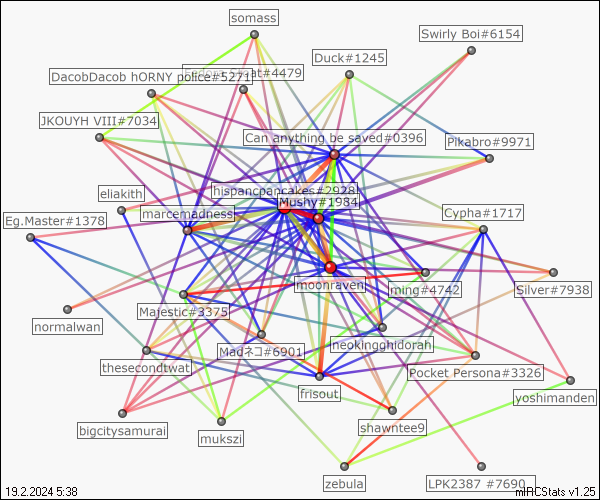 somass
Swirly Boi#6154
Duck#1245
DacobDacob hORNY police#5271
#4479
JKOUYH VIII#7034
Can anything be saved#0396
Pikabro#9971
eliakith
hispancpancakes#2928
Mushy#1984
marcemadness
Cypha#1717
Eg.Master#1378
moonraven
ming#4742
Silver#7938
Majestic#3375
normalwan
Madネコ#6901
neokingghidorah
thesecondtwat
Pocket Persona#3326
frisout
yoshimanden
bigcitysamurai
shawntee9
mukszi
zebula
LPK2387 #7690
19.2.2024 5:38
mIRCStats v1.25